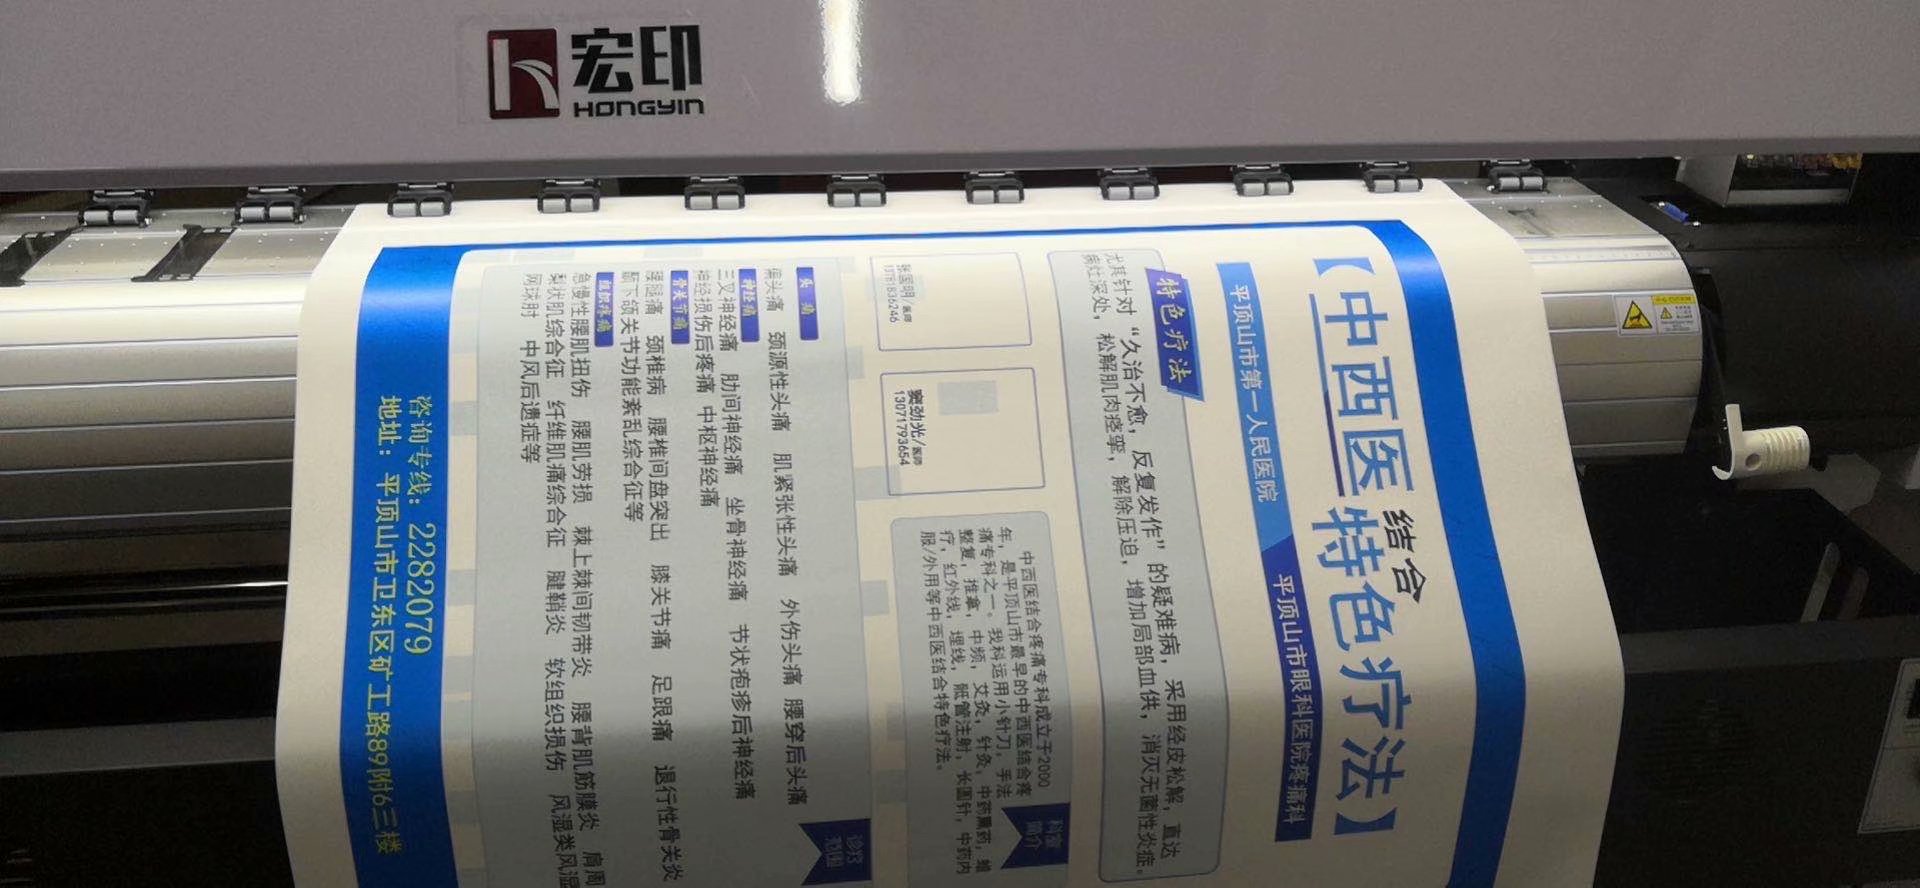 宏印
HONGYIN
【中西医结合特色疗法】
平顶山市第一人民医院
平顶山市眼科医院疼痛科
特色疗法
尤其针对“久治不愈，反复发作”的疑难病，采用经皮松解，直达
病灶深处，松解肌肉痉挛，解除压迫，增加局部血供，消灭无菌性炎症。
张国明/医师
13781836246
窦劲光/医师
13071793654
科室
简介
中西医结合疼痛专科成立于2000
年，是平顶山市最早的中西医结合疼
痛专科之一。我科运用小针刀，手法
整复，推拿，中频，艾灸，针灸，中药熏药，蜡
疗，红外线，埋线，骶管注射，长圆针，中药内
服/外用等中西医结合特色疗法。
诊疗
范围
头 痛
偏头痛 颈源性头痛 肌紧张性头痛 外伤头痛 腰穿后头痛
神经痛
三叉神经痛 肋间神经痛 坐骨神经痛 节状疱疹后神经痛
神经损伤后疼痛 中枢神经痛
骨关节痛
腰腿痛 颈椎病 腰椎间盘突出 膝关节痛 足跟痛 退行性骨关炎
颞下颌关节功能紊乱综合征等
组织疼痛
急慢性腰肌扭伤 腰肌劳损 棘上棘间韧带炎 腰背肌筋膜炎 肩周
梨状肌综合征 纤维肌痛综合征 腱鞘炎 软组织损伤 风湿类风湿
网球肘 中风后遗症等
咨询专线：2282079
地址：平顶山市卫东区矿工路89附6三楼